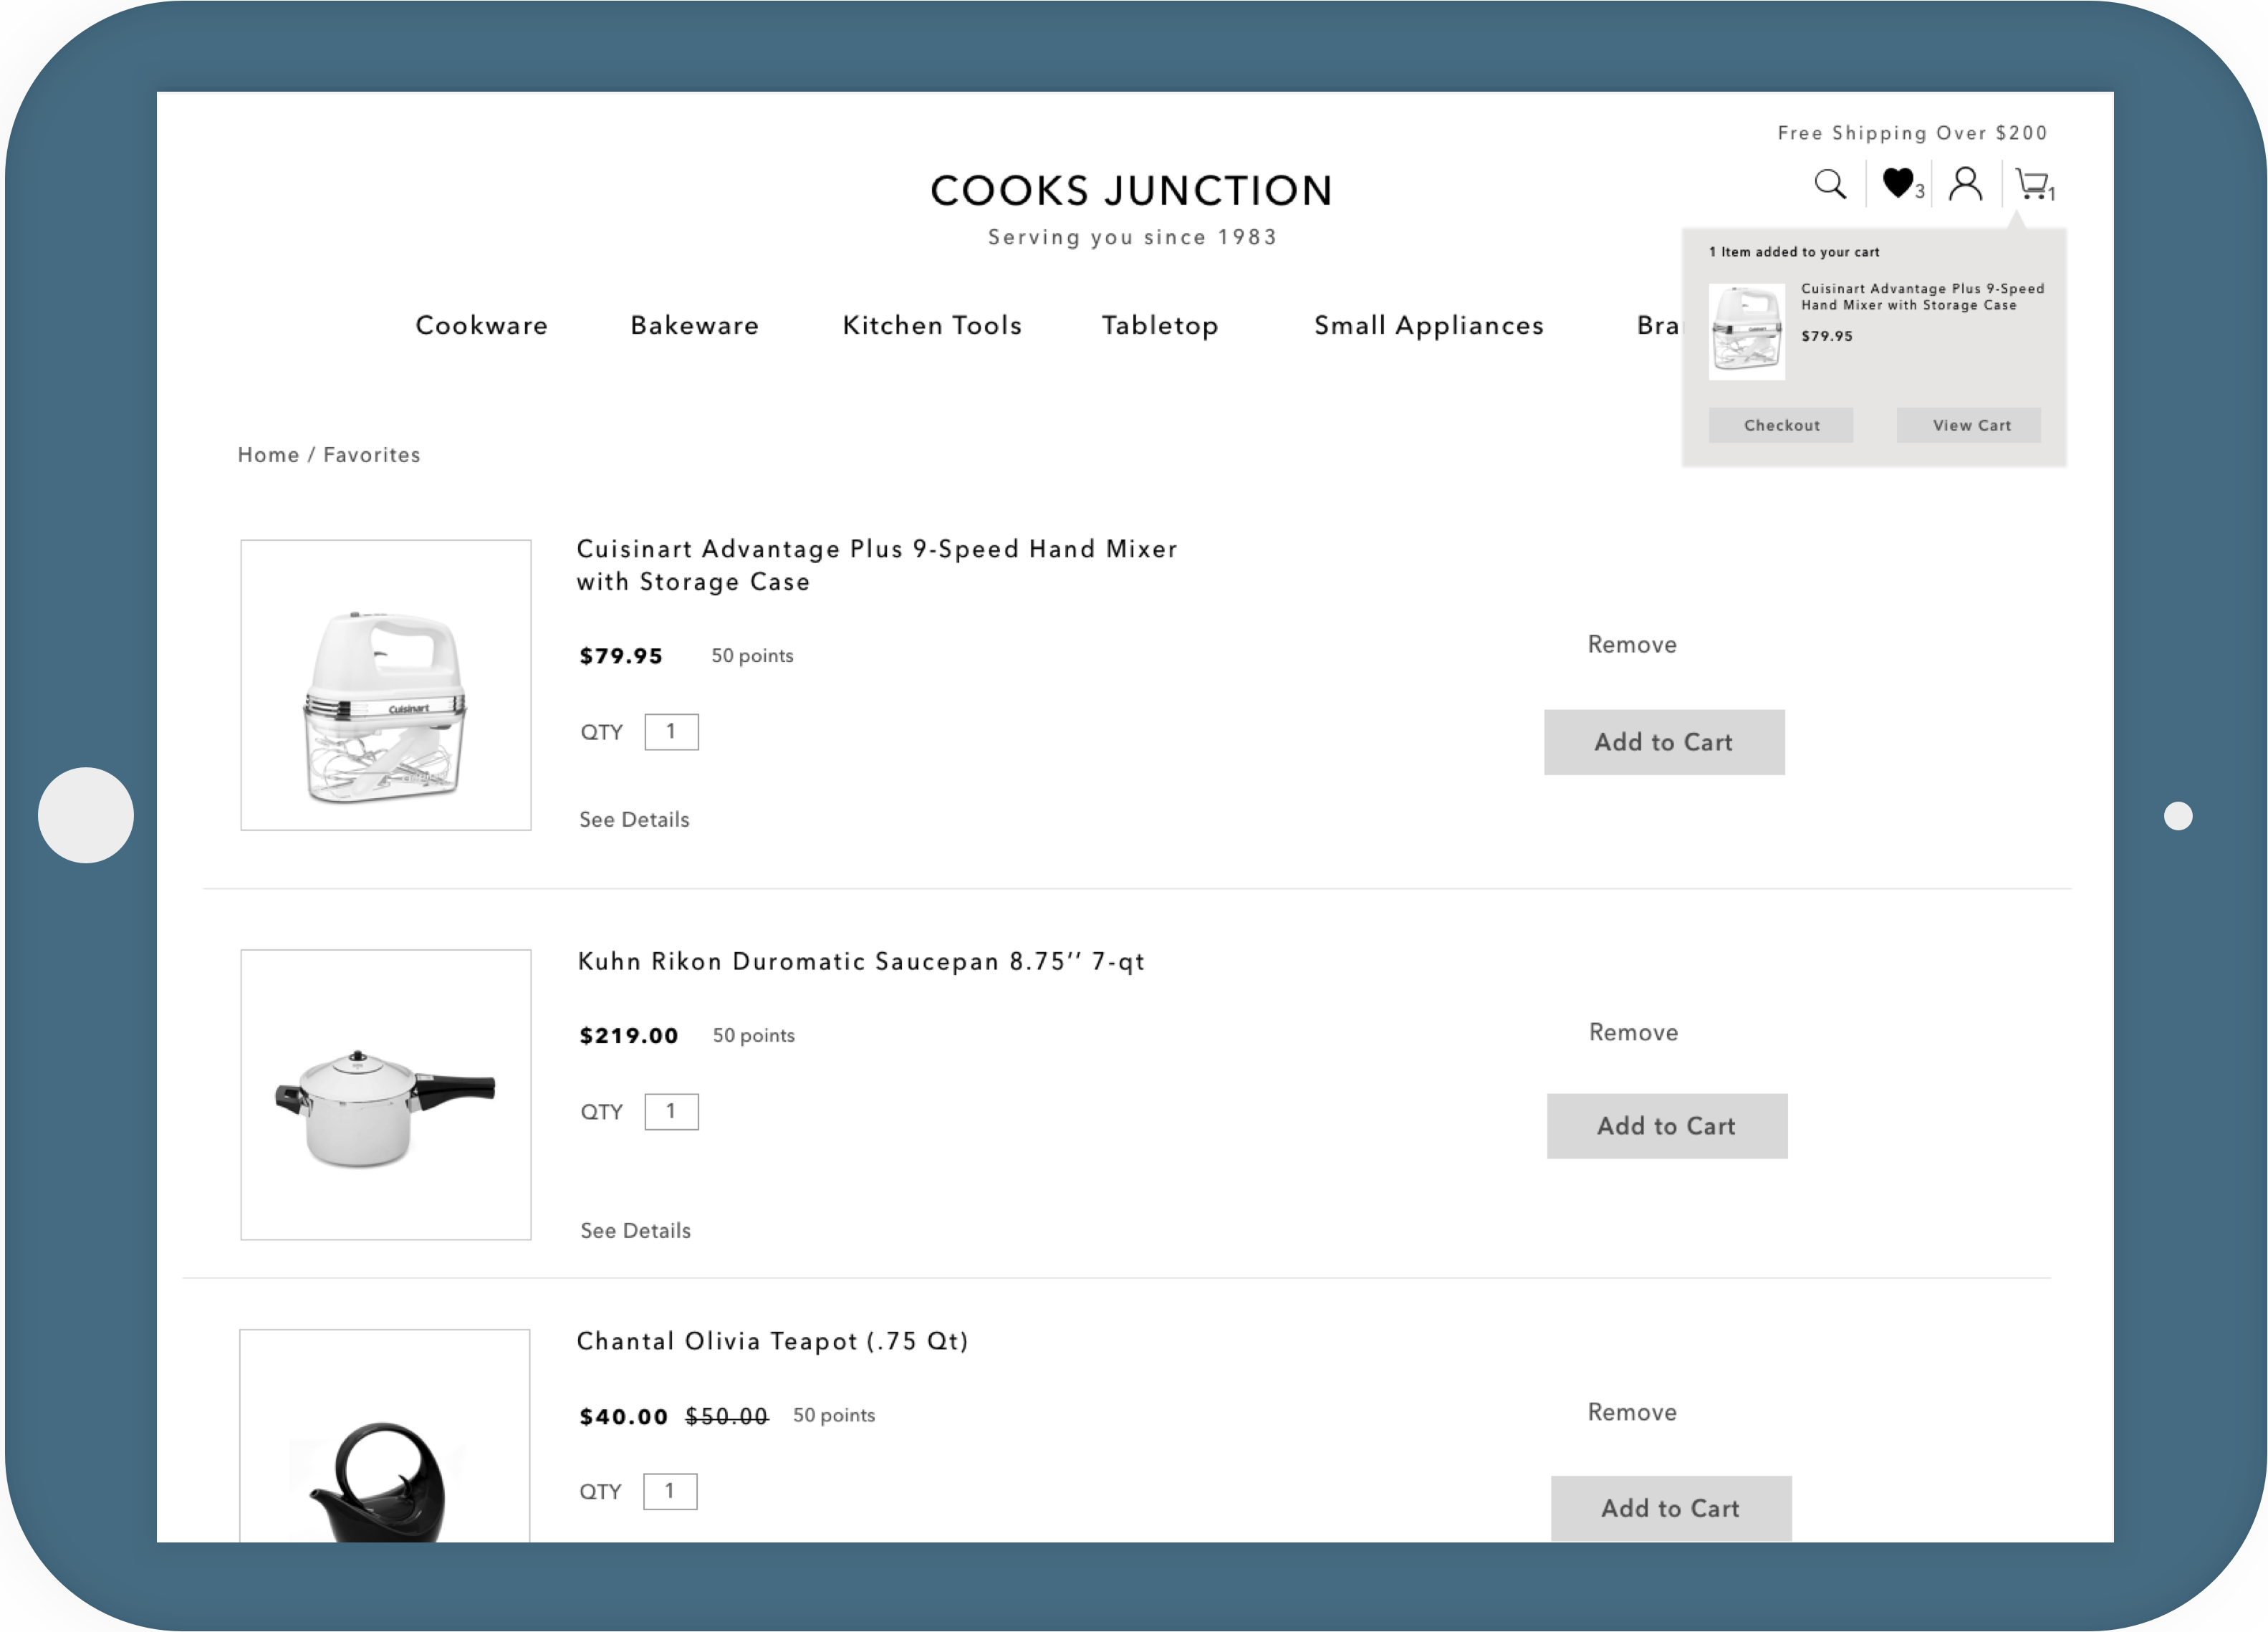 Free Shipping Over $200
COOKS JUNCTION
3
1
Serving you since 1983
1 Item added to your cart
Cuisinart Advantage Plus 9-Speed
Hand Mixer with Storage Case
$79.95
Checkout View Cart
Cookware Bakeware Kitchen Tools Tabletop Small Appliances Bra
Home / Favorites
Cuisinart Advantage Plus 9-Speed Hand Mixer
with Storage Case
Cuisinart
$79.95 50 points
Remove
QTY 1
Add to Cart
See Details
Kuhn Rikon Duromatic Saucepan 8.75’’ 7-qt
$219.00 50 points
Remove
QTY 1
Add to Cart
See Details
Chantal Olivia Teapot (.75 Qt)
$40.00 $50.00 50 points
Remove
QTY 1
Add to Cart